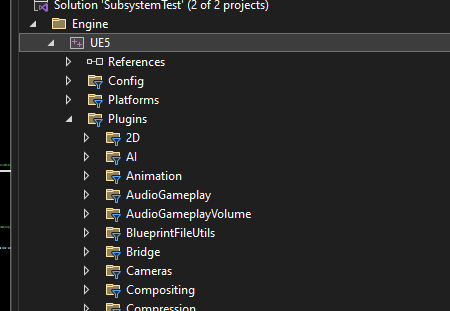 Solution 'SubsystemTest' (2 of 2 projects)
Engine
UE5
References
Config
Platforms
Plugins
2D
AI
Animation
AudioGameplay
AudioGameplayVolume
BlueprintFileUtils
Bridge
Cameras
Compositing
Compression